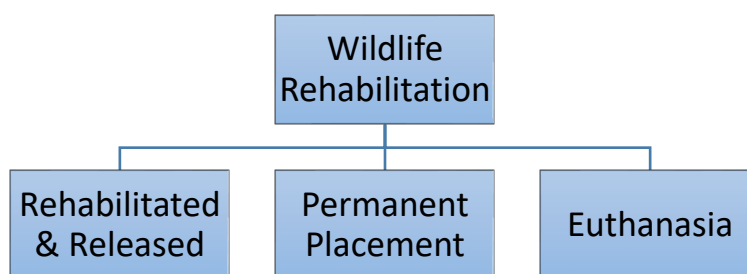 Wildlife
Rehabilitation
Rehabilitated
& Released
Permanent
Placement
Euthanasia